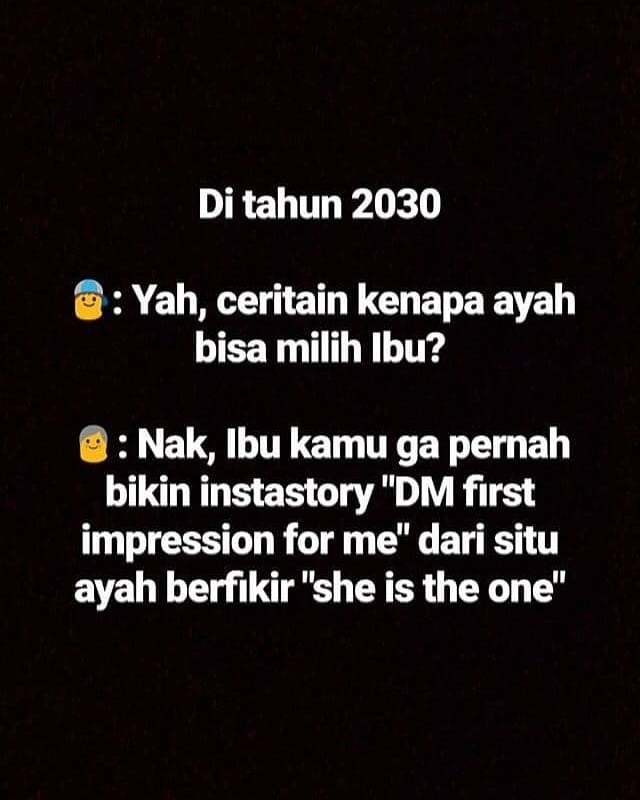 Di tahun 2030
: Yah, ceritain kenapa ayah
bisa milih Ibu?
: Nak, Ibu kamu ga pernah
bikin instastory "DM first
impression for me" dari situ
ayah berfikir "she is the one"